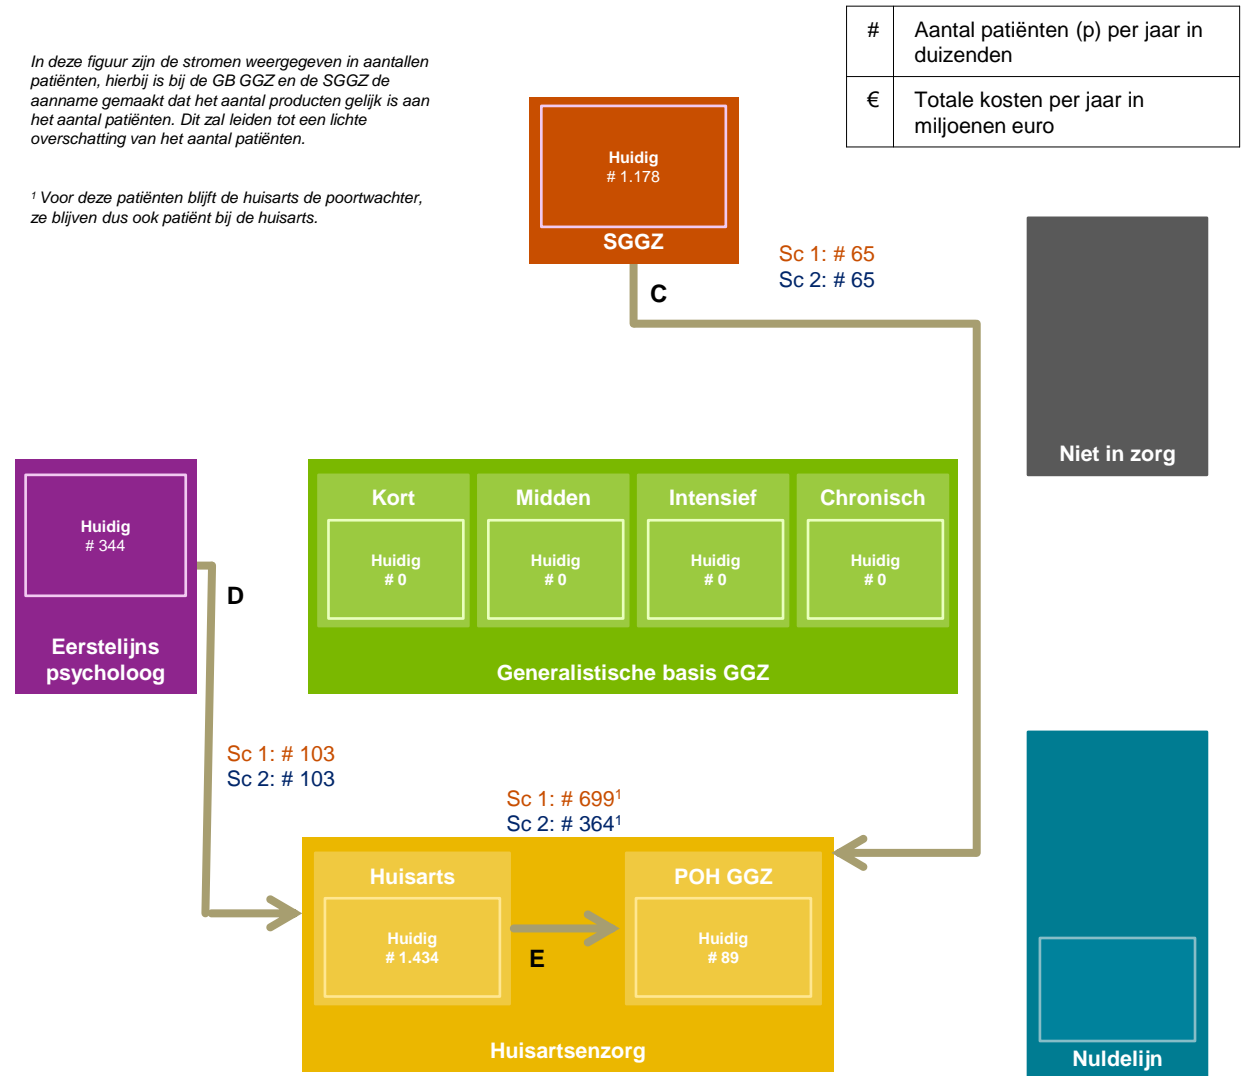 In deze figuur zijn de stromen weergegeven in aantallen
patiënten, hierbij is bij de GB GGZ en de SGGZ de
aanname gemaakt dat het aantal producten gelijk is aan
het aantal patiënten. Dit zal leiden tot een lichte
overschatting van het aantal patiënten.
¹ Voor deze patiënten blijft de huisarts de poortwachter,
ze blijven dus ook patiënt bij de huisarts.
# Aantal patiënten (p) per jaar in
duizenden
€ Totale kosten per jaar in
miljoenen euro
Huidig
# 1.178
SGGZ
Sc 1: # 65
Sc 2: # 65
C
Niet in zorg
Huidig
# 344
Eerstelijns
psycholoog
D
Kort
Huidig
# 0
Midden
Huidig
# 0
Intensief
Huidig
# 0
Chronisch
Huidig
# 0
Generalistische basis GGZ
Sc 1: # 103
Sc 2: # 103
Sc 1: # 699¹
Sc 2: # 364¹
Huisarts
Huidig
# 1.434
E
POH GGZ
Huidig
# 89
Huisartsenzorg
Nuldelijn